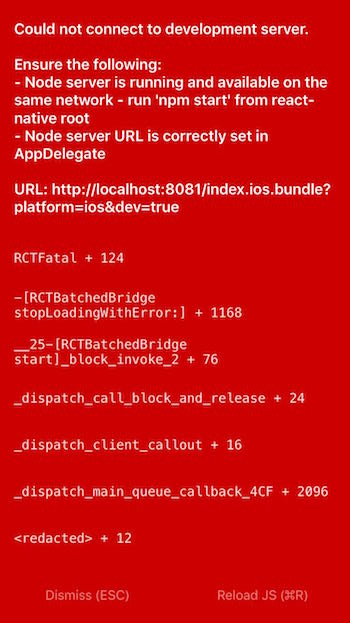 Could not connect to development server.
Ensure the following:
- Node server is running and available on the
same network - run 'npm start' from react-
native root
- Node server URL is correctly set in
AppDelegate
URL: http://localhost:8081/index.ios.bundle?
platform=ios&dev=true
RCTFatal + 124
-[RCTBatchedBridge
stopLoadingWithError:] + 1168
__25-[RCTBatchedBridge
start]_block_invoke_2 + 76
_dispatch_call_block_and_release + 24
_dispatch_client_callout + 16
_dispatch_main_queue_callback_4CF + 2096
<redacted> + 12
Dismiss (ESC) Reload JS (⌘R)